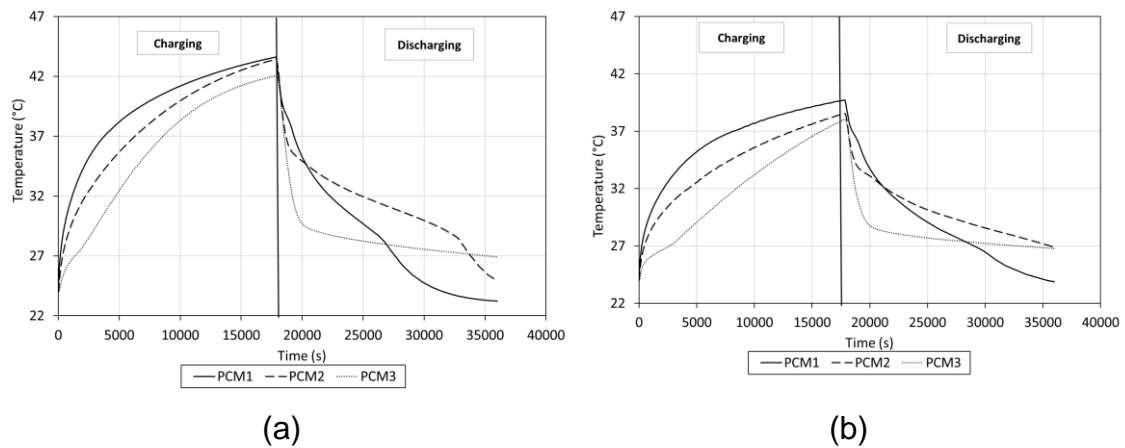 47
42
37
32
27
22
Temperature (°C)
Charging
Discharging
0 5000 10000 15000 20000 25000 30000 35000 40000
Time (s)
PCM1 PCM2 PCM3
(a)
47
42
37
32
27
22
Temperature (°C)
Charging
Discharging
0 5000 10000 15000 20000 25000 30000 35000 40000
Time (s)
PCM1 PCM2 PCM3
(b)